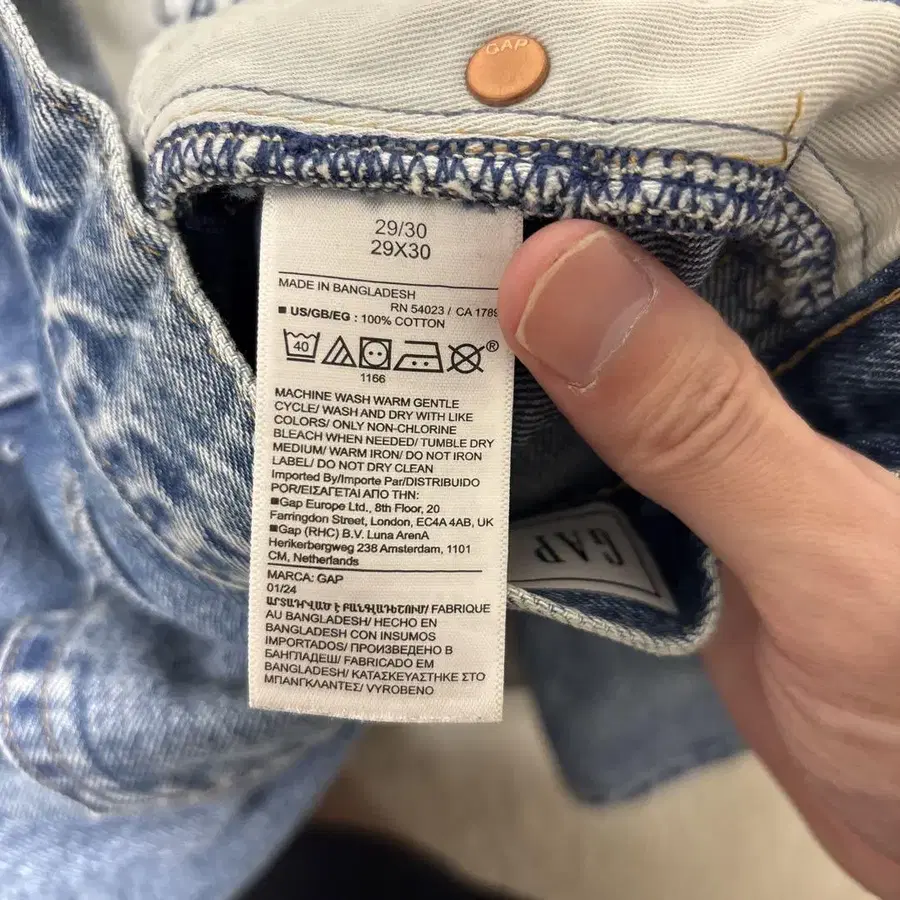 GAP
29/30
29X30
MADE IN BANGLADESH
RN 54023 / CA 1789
■ US/GB/EG : 100% COTTON
40
®
1166
MACHINE WASH WARM GENTLE
CYCLE/ WASH AND DRY WITH LIKE
COLORS/ ONLY NON-CHLORINE
BLEACH WHEN NEEDED/ TUMBLE DRY
MEDIUM/ WARM IRON/ DO NOT IRON
LABEL/ DO NOT DRY CLEAN
Imported By/Importe Par/DISTRIBUIDO
POR/ΕΙΣΑΓΕΤΑΙ ΑΠΟ ΤΗΝ:
■Gap Europe Ltd., 8th Floor, 20
Farringdon Street, London, EC4A 4AB, UK
■Gap (RHC) B.V. Luna ArenA
Herikerbergweg 238 Amsterdam, 1101
CM, Netherlands
MARCA: GAP
01/24
ԱՐՏԱԴՐՎԱԾ Է ԲԱՆԳԼԱԴԵՇՈՒՄ/ FABRIQUE
AU BANGLADESH/ HECHO EN
BANGLADESH CON INSUMOS
IMPORTADOS/ ПРОИЗВЕДЕНО В
БАНГЛАДЕШ/ FABRICADO EM
BANGLADESH/ ΚΑΤΑΣΚΕΥΑΣΤΗΚΕ ΣΤΟ
ΜΠΑΝΓΚΛΑΝΤΕΣ/ VYROBENO
GAP